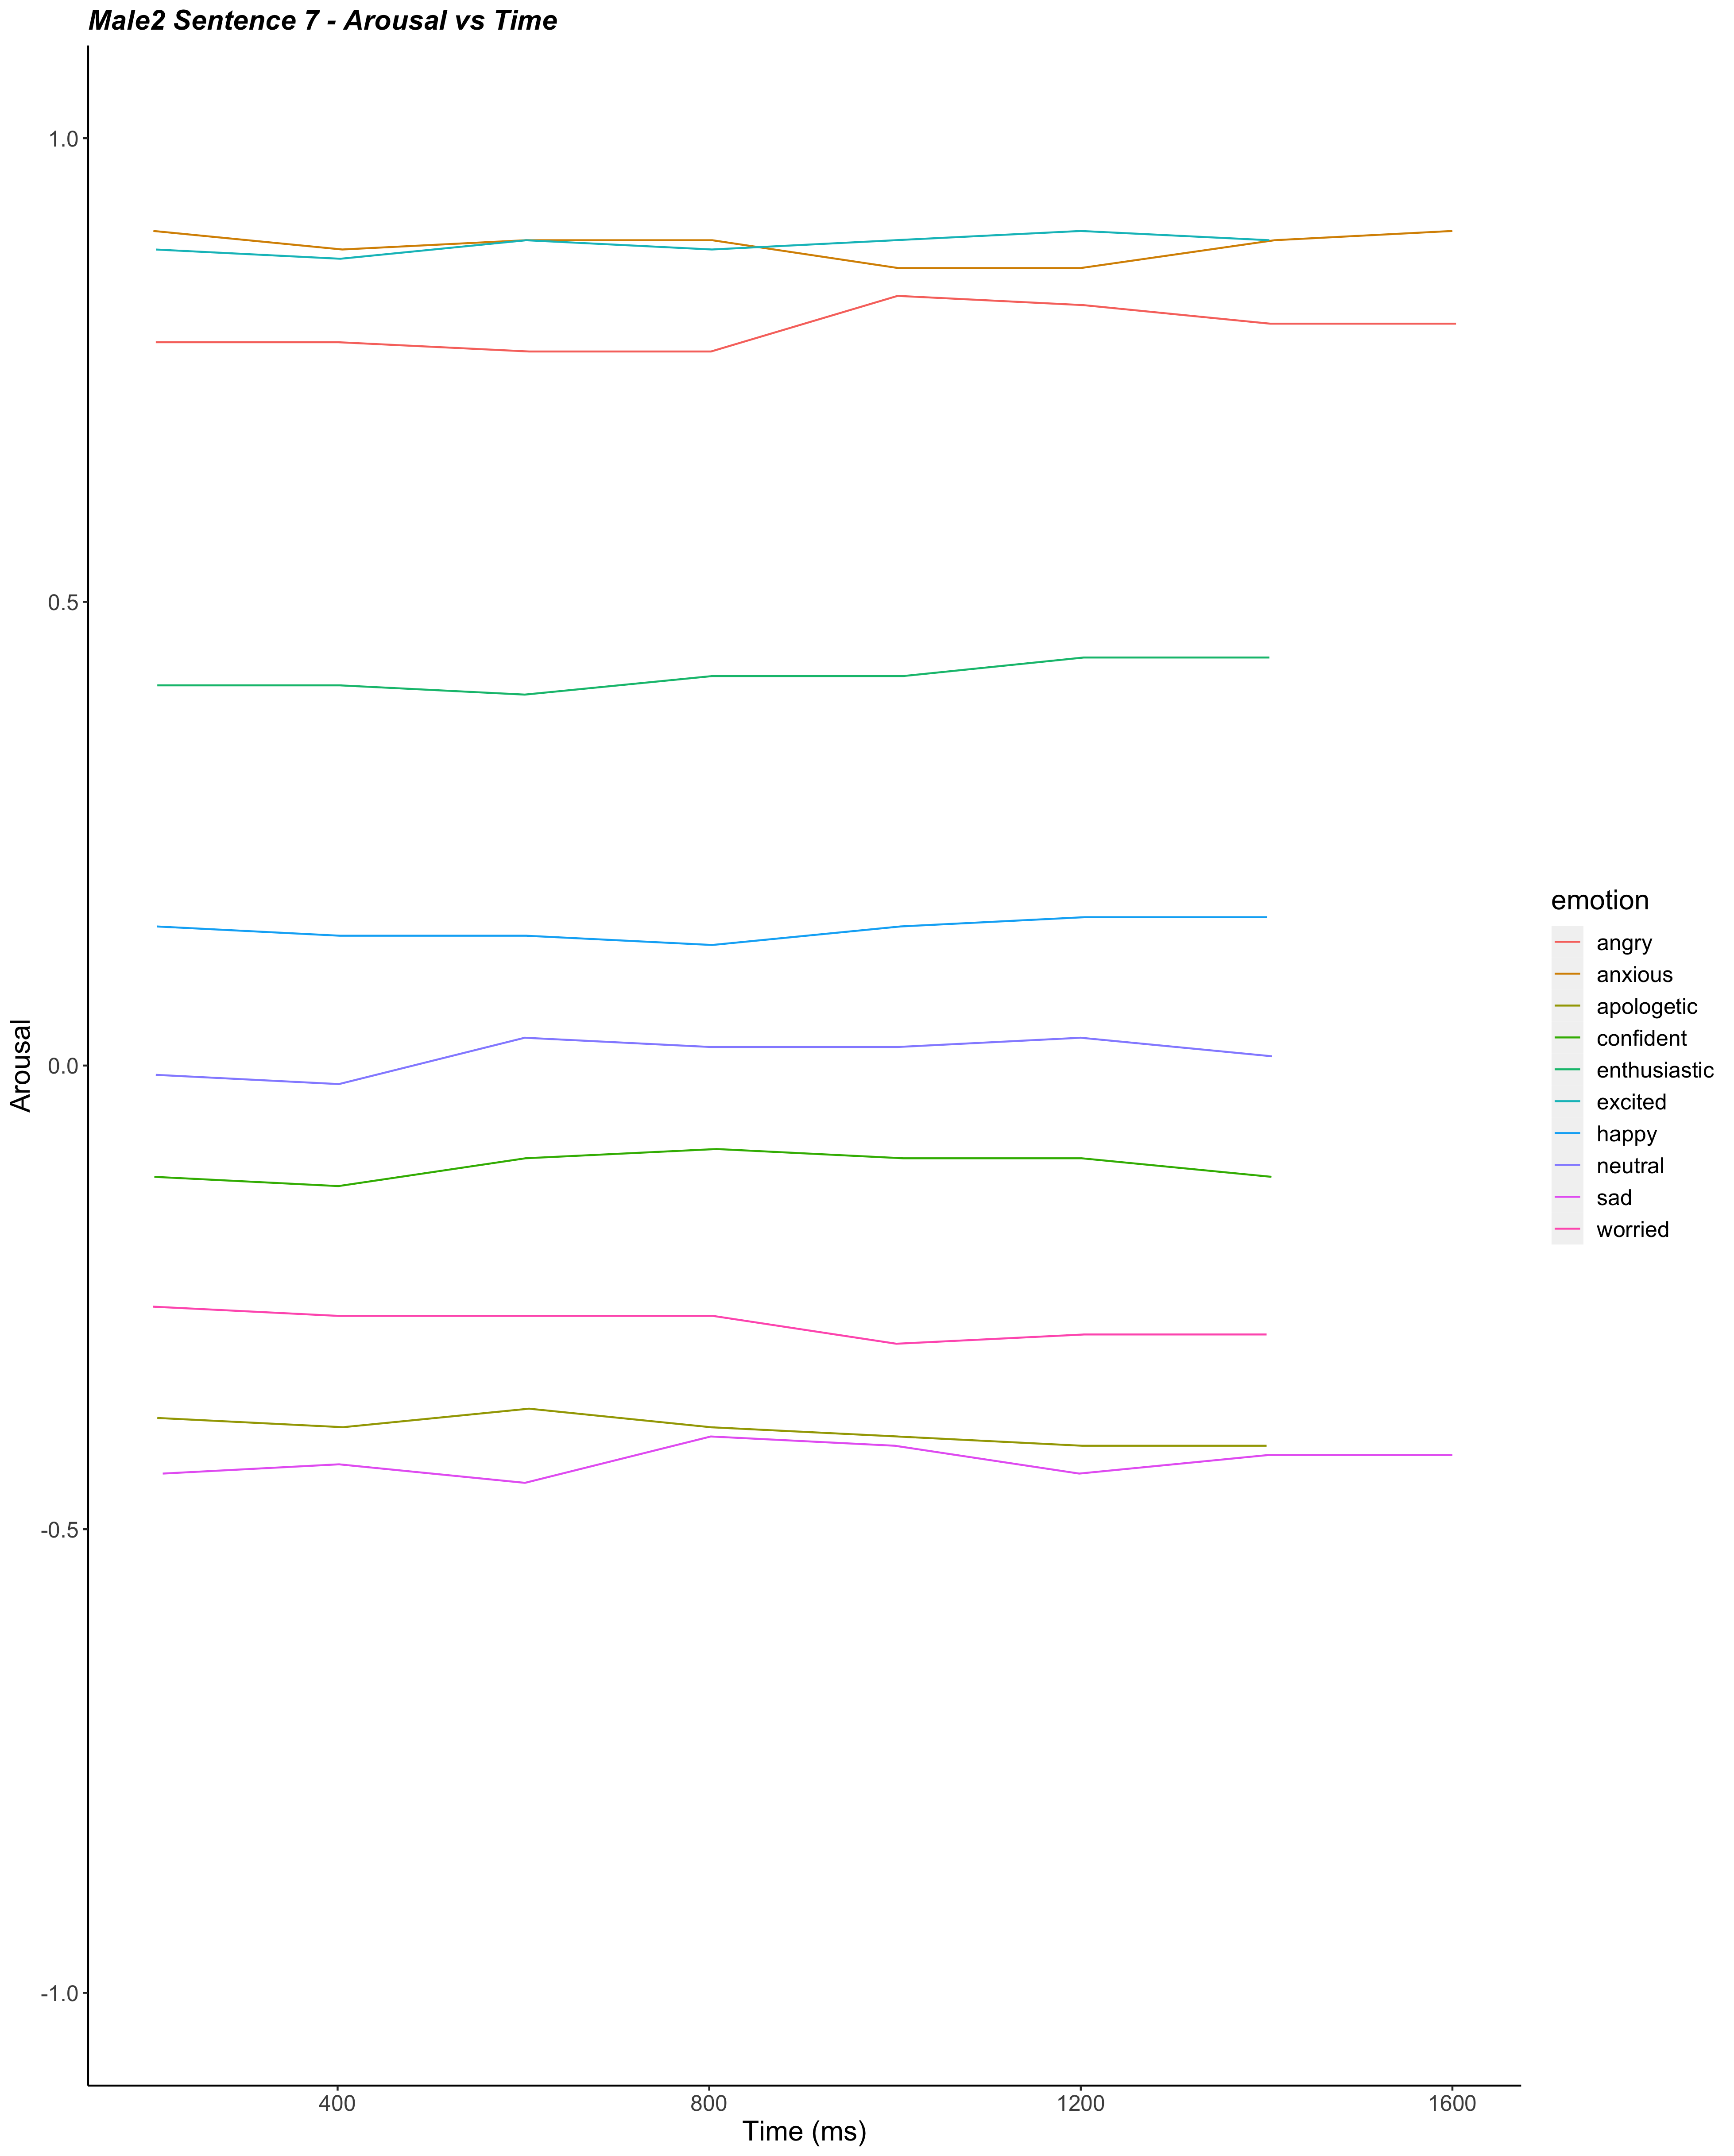 Male2 Sentence 7 - Arousal vs Time
1.0
0.5
0.0
-0.5
-1.0
Arousal
400 800 1200 1600
Time (ms)
emotion
angry
anxious
apologetic
confident
enthusiastic
excited
happy
neutral
sad
worried